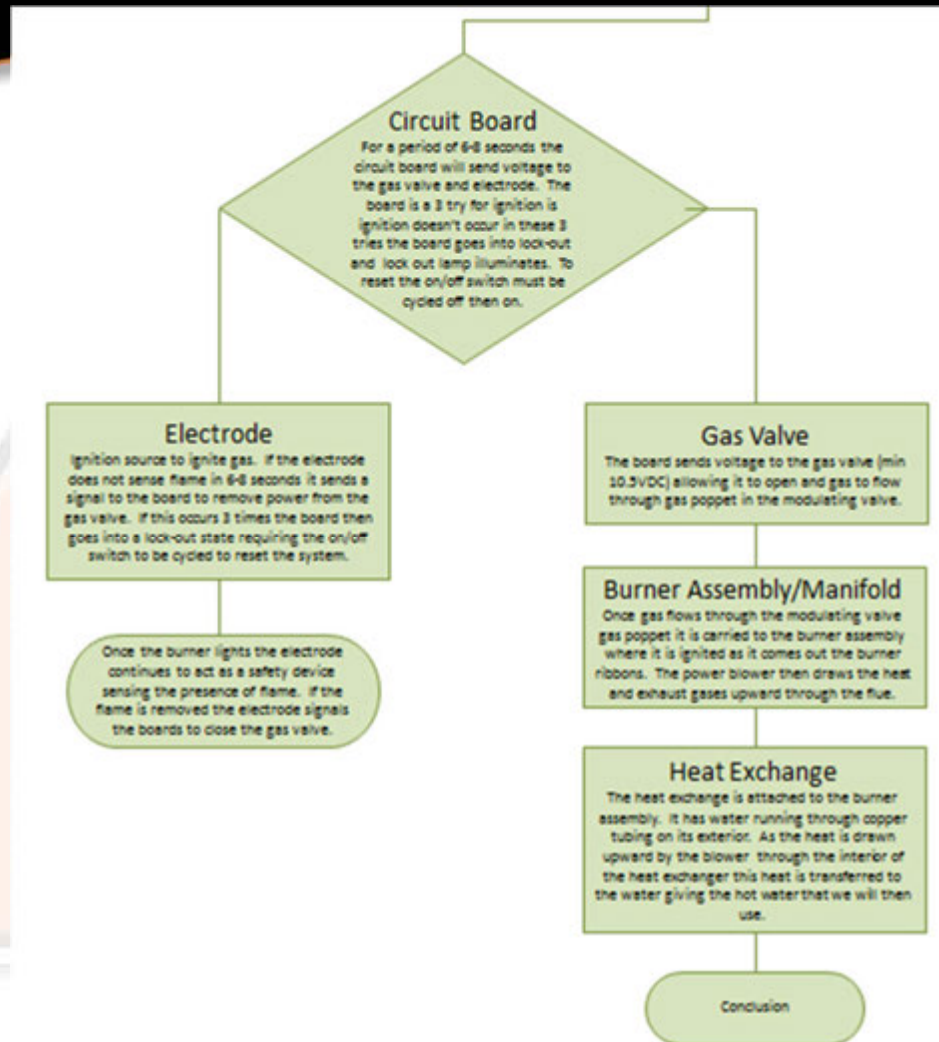 Circuit Board
For a period of 6-8 seconds the
circuit board will send voltage to
the gas valve and electrode. The
board is a 3 try for ignition is
ignition doesn't occur in these 3
tries the board goes into lock-out
and lock out lamp illuminates. To
reset the on/off switch must be
cycled off then on.
Electrode
Ignition source to ignite gas. If the electrode
does not sense flame in 6-8 seconds it sends a
signal to the board to remove power from the
gas valve. If this occurs 3 times the board then
goes into a lock-out state requiring the on/off
switch to be cycled to reset the system.
Once the burner lights the electrode
continues to act as a safety device
sensing the presence of flame. If the
flame is removed the electrode signals
the boards to close the gas valve.
Gas Valve
The board sends voltage to the gas valve (min
10.5VDC) allowing it to open and gas to flow
through gas poppet in the modulating valve.
Burner Assembly/Manifold
Once gas flows through the modulating valve
gas poppet it is carried to the burner assembly
where it is ignited as it comes out the burner
ribbons. The power blower then draws the heat
and exhaust gases upward through the flue.
Heat Exchange
The heat exchange is attached to the burner
assembly. It has water running through copper
tubing on its exterior. As the heat is drawn
upward by the blower through the interior of
the heat exchanger this heat is transferred to
the water giving the hot water that we will then
use.
Conclusion